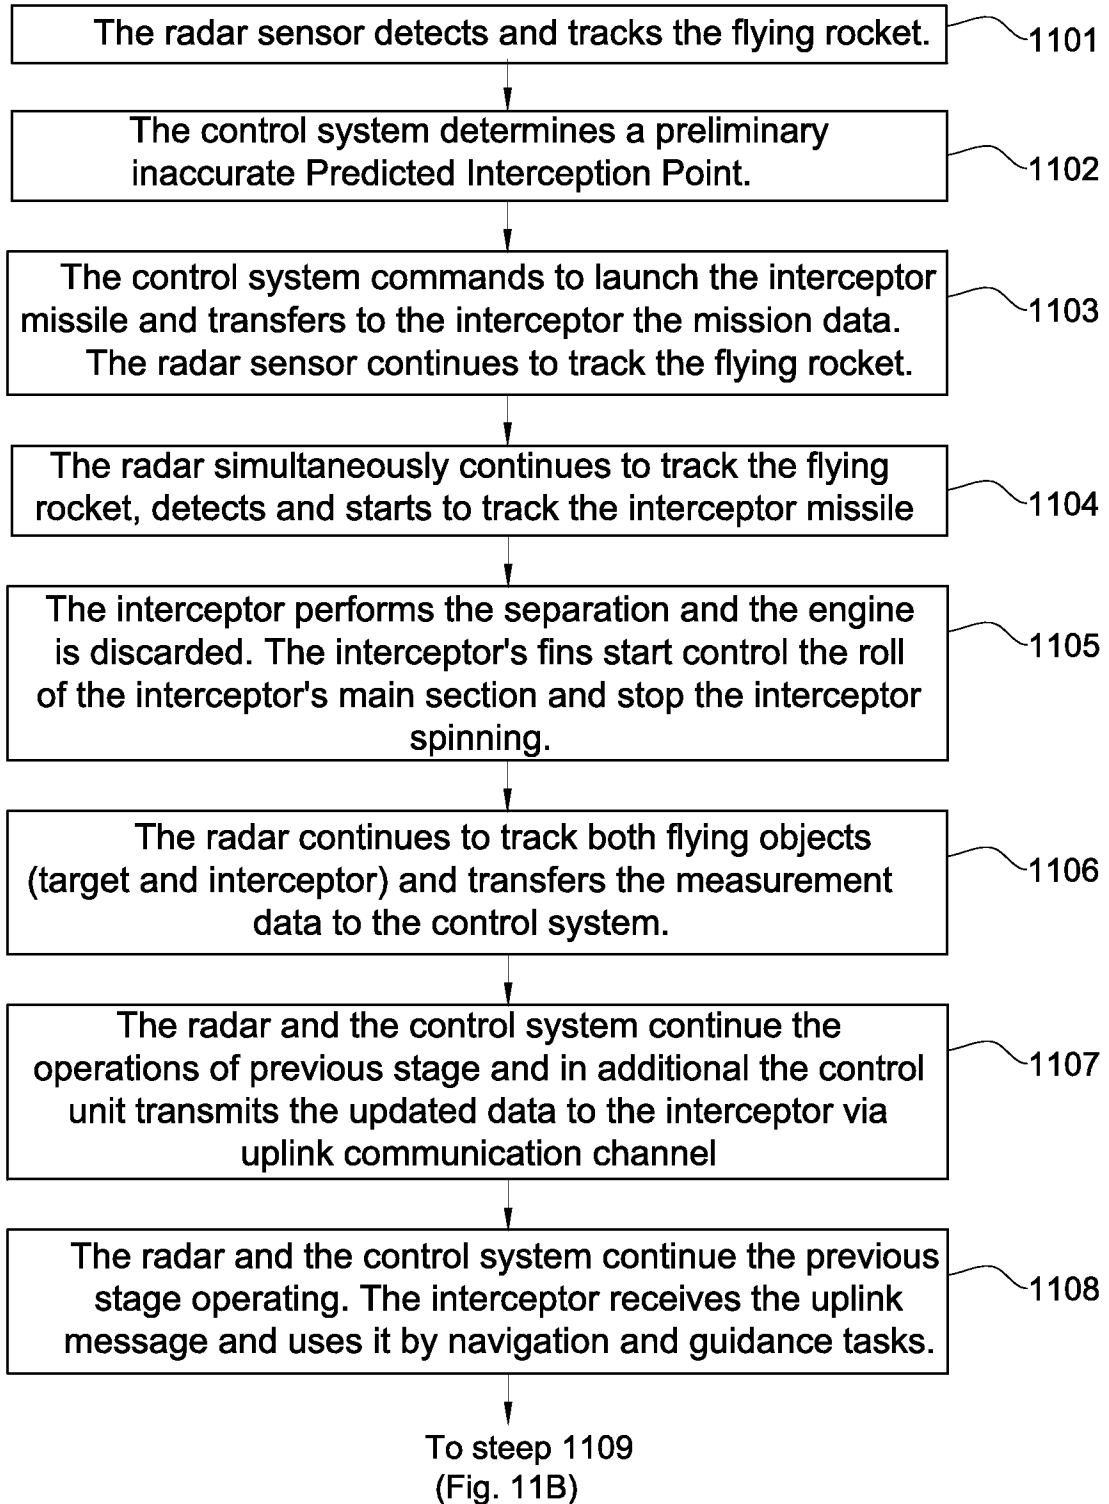 The radar sensor detects and tracks the flying rocket.
1101
The control system determines a preliminary
inaccurate Predicted Interception Point.
1102
The control system commands to launch the interceptor
missile and transfers to the interceptor the mission data.
The radar sensor continues to track the flying rocket.
1103
The radar simultaneously continues to track the flying
rocket, detects and starts to track the interceptor missile
1104
The interceptor performs the separation and the engine
is discarded. The interceptor's fins start control the roll
of the interceptor's main section and stop the interceptor
spinning.
1105
The radar continues to track both flying objects
(target and interceptor) and transfers the measurement
data to the control system.
1106
The radar and the control system continue the
operations of previous stage and in additional the control
unit transmits the updated data to the interceptor via
uplink communication channel
1107
The radar and the control system continue the previous
stage operating. The interceptor receives the uplink
message and uses it by navigation and guidance tasks.
1108
To steep 1109
(Fig. 11B)